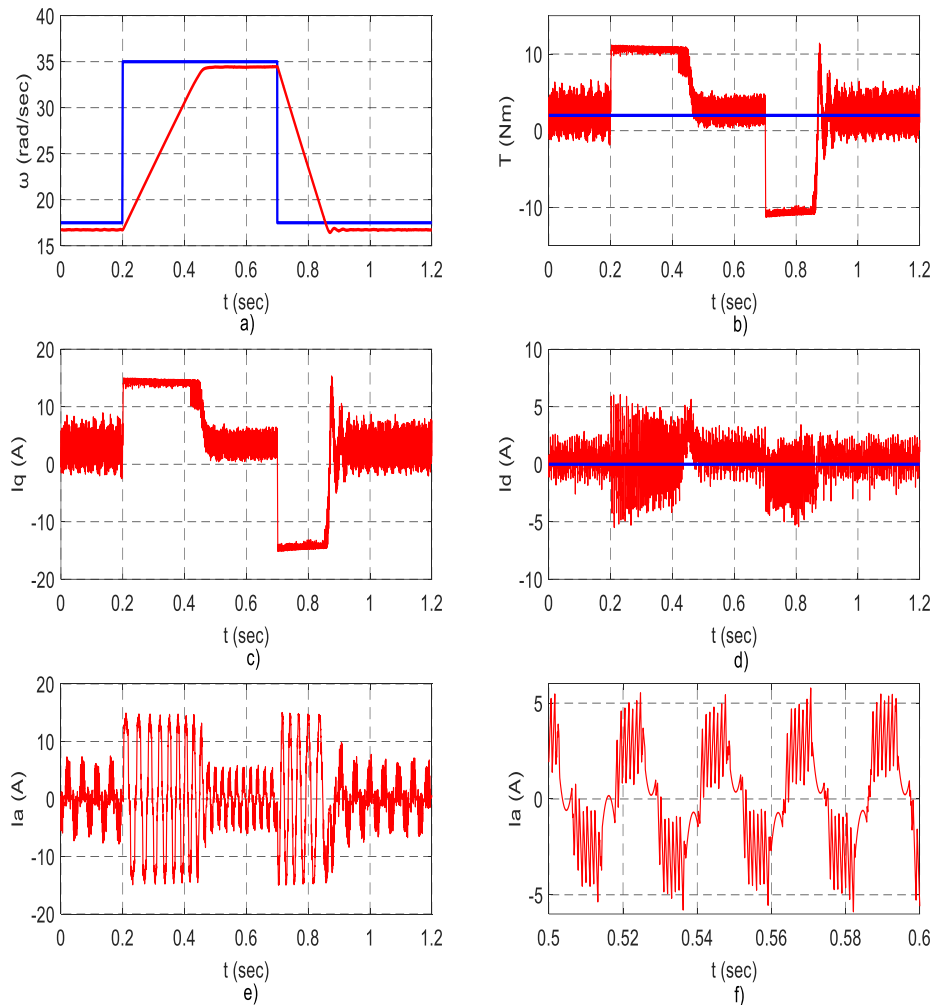 40
35
30
25
20
15
ω (rad/sec)
0 0.2 0.4 0.6 0.8 1 1.2
t (sec)
a)
10
0
-10
T (Nm)
0 0.2 0.4 0.6 0.8 1 1.2
t (sec)
b)
20
10
0
-10
-20
Iq (A)
0 0.2 0.4 0.6 0.8 1 1.2
t (sec)
c)
10
5
0
-5
-10
Id (A)
0 0.2 0.4 0.6 0.8 1 1.2
t (sec)
d)
20
10
0
-10
-20
Ia (A)
0 0.2 0.4 0.6 0.8 1 1.2
t (sec)
e)
5
0
-5
Ia (A)
0.5 0.52 0.54 0.56 0.58 0.6
t (sec)
f)